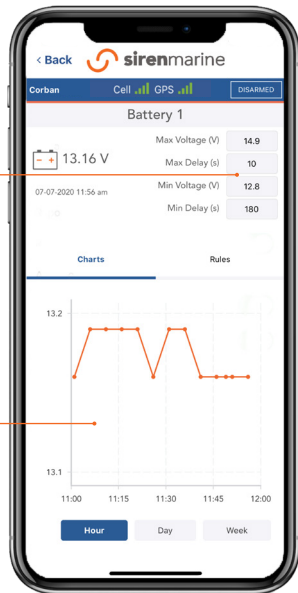 < Back
sirenmarine
Corban Cell GPS DISARMED
Battery 1
Max Voltage (V) 14.9
13.16 V
Max Delay (s) 10
Min Voltage (V) 12.8
07-07-2020 11:56 am
Min Delay (s) 180
Charts Rules
13.2
13.1
11:00 11:15 11:30 11:45 12:00
Hour Day Week